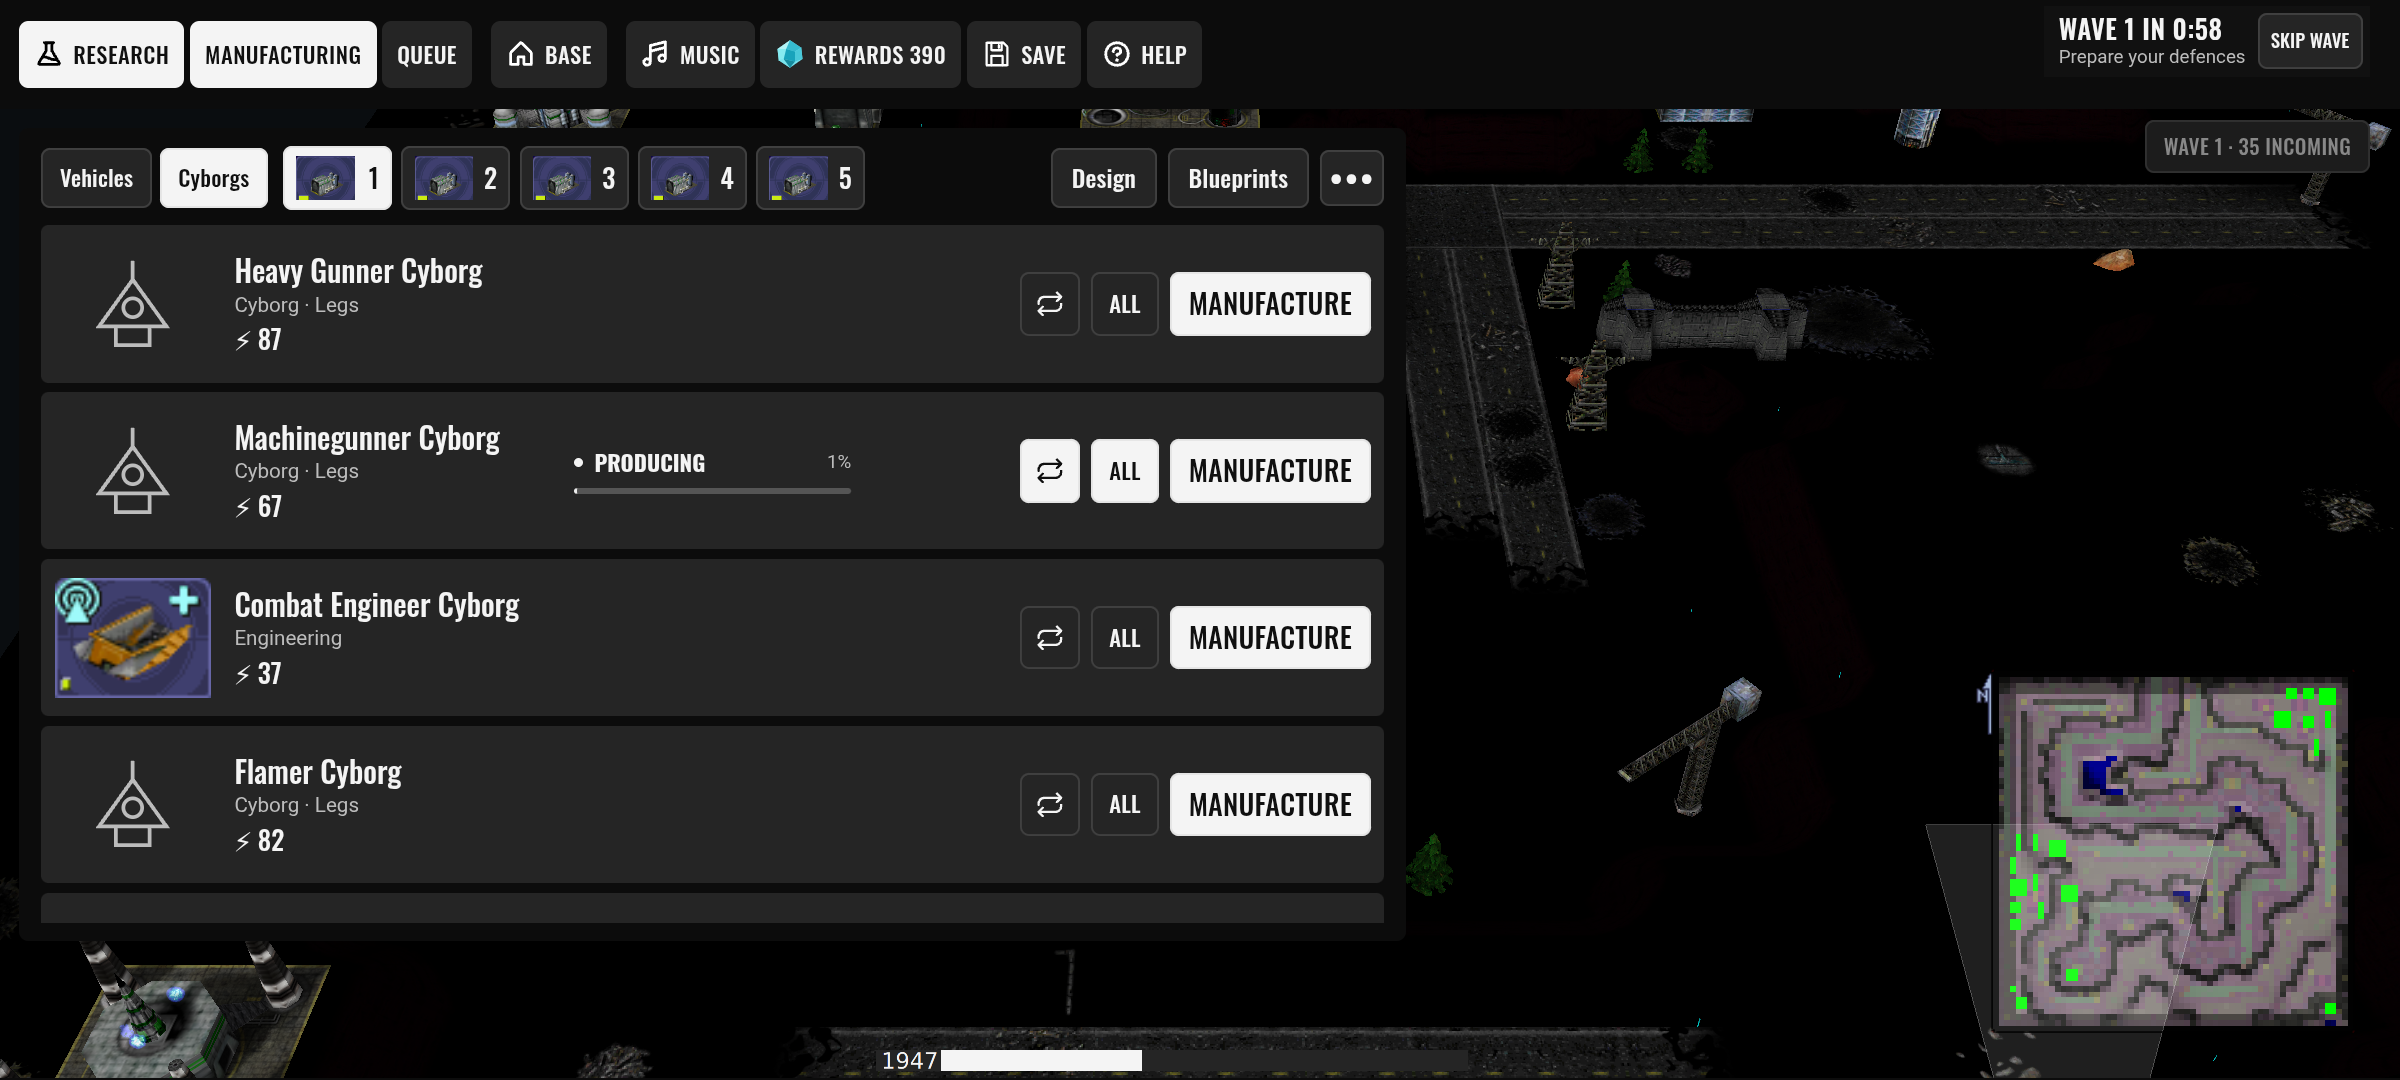 RESEARCH
MANUFACTURING
QUEUE
BASE
MUSIC
REWARDS 390
SAVE
HELP
WAVE 1 IN 0:58
Prepare your defences
SKIP WAVE
WAVE 1 · 35 INCOMING
Vehicles
Cyborgs
1
2
3
4
5
Design
Blueprints
Heavy Gunner Cyborg
Cyborg · Legs
87
ALL
MANUFACTURE
Machinegunner Cyborg
Cyborg · Legs
67
PRODUCING
1%
ALL
MANUFACTURE
Combat Engineer Cyborg
Engineering
37
ALL
MANUFACTURE
Flamer Cyborg
Cyborg · Legs
82
ALL
MANUFACTURE
N
1947